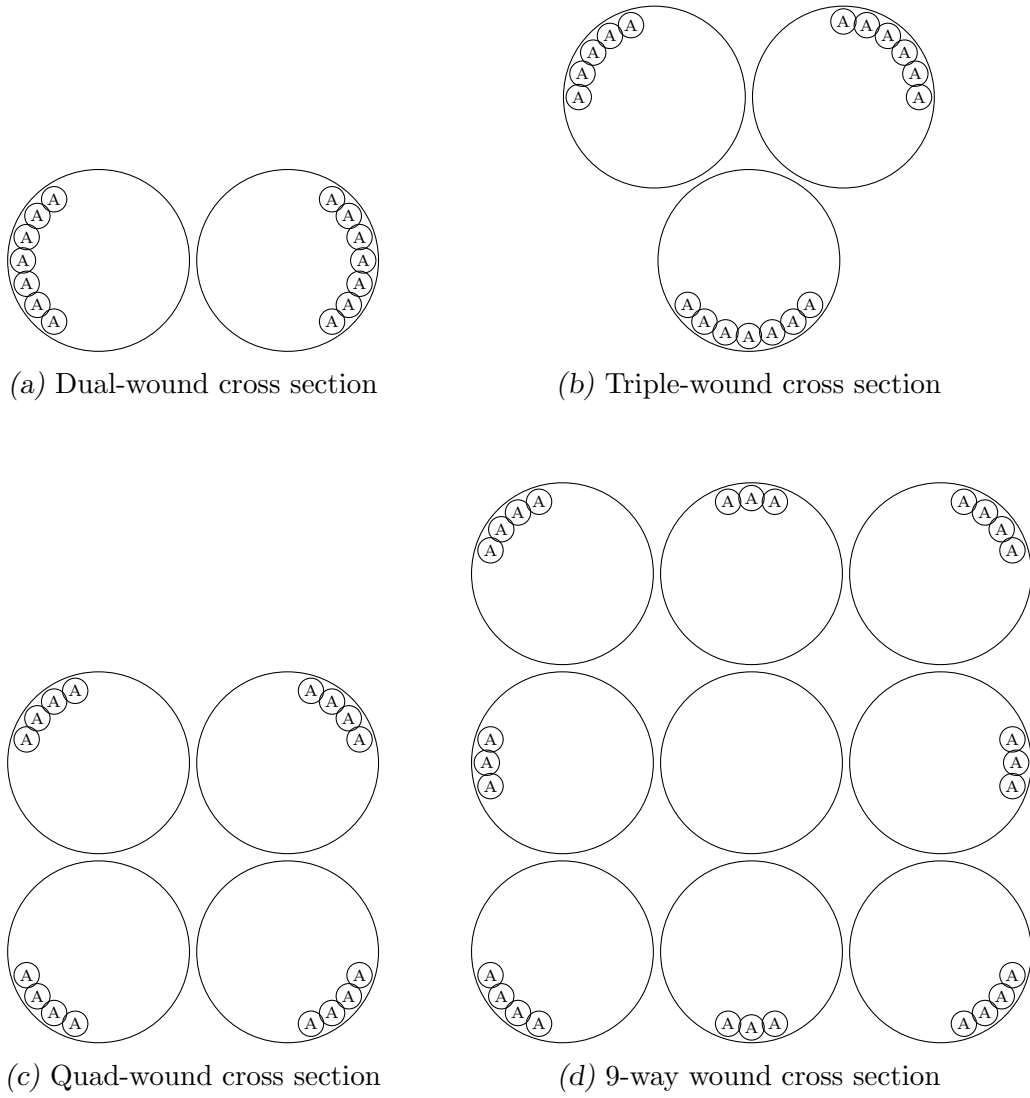 A A A A A A A
A A A A A A A
(a) Dual-wound cross section
A A A A A
A A A A A A
A A A A A A A
(b) Triple-wound cross section
A A A A
A A A A
A A A A
A A A A
(c) Quad-wound cross section
A A A A
A A A
A A A A
A A A
A A A
A A A A
A A A
A A A A
(d) 9-way wound cross section